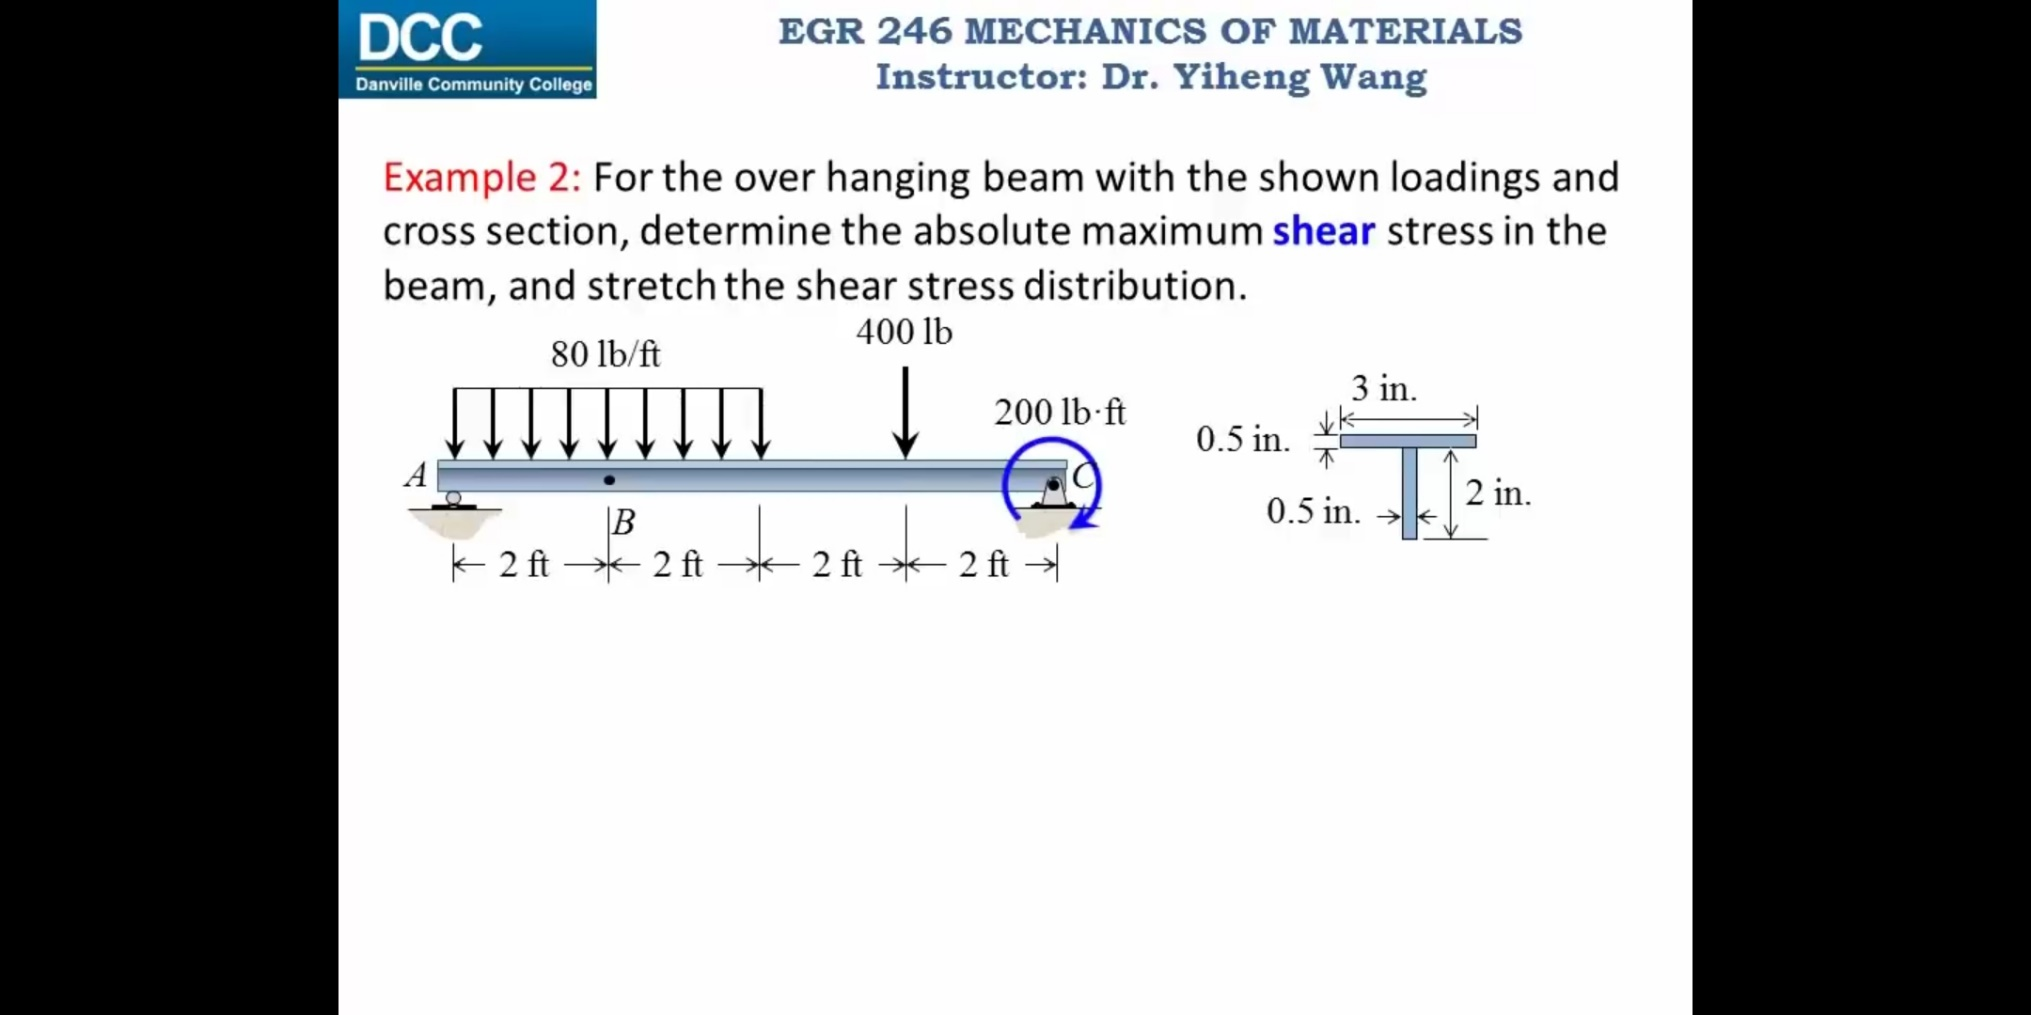 DCC
Danville Community College
EGR 246 MECHANICS OF MATERIALS
Instructor: Dr. Yiheng Wang
Example 2: For the over hanging beam with the shown loadings and
cross section, determine the absolute maximum shear stress in the
beam, and stretch the shear stress distribution.
400 lb
80 lb/ft
200 lb·ft
A
B
C
2 ft
2 ft
2 ft
2 ft
3 in.
0.5 in.
0.5 in.
2 in.